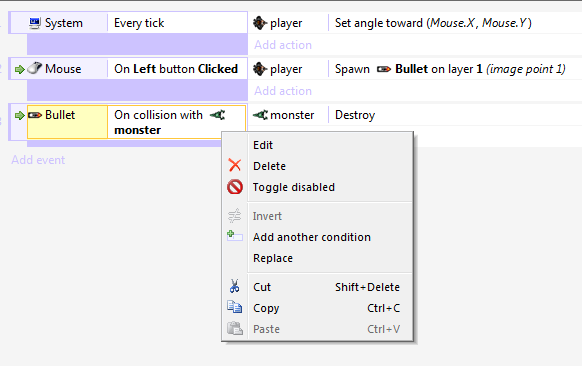 System Every tick player Set angle toward (Mouse.X, Mouse.Y)
Add action
Mouse On Left button Clicked player Spawn Bullet on layer 1 (image point 1)
Add action
Bullet On collision with monster Destroy
monster
Add event
Edit
Delete
Toggle disabled
Invert
Add another condition
Replace
Cut Shift+Delete
Copy Ctrl+C
Paste Ctrl+V